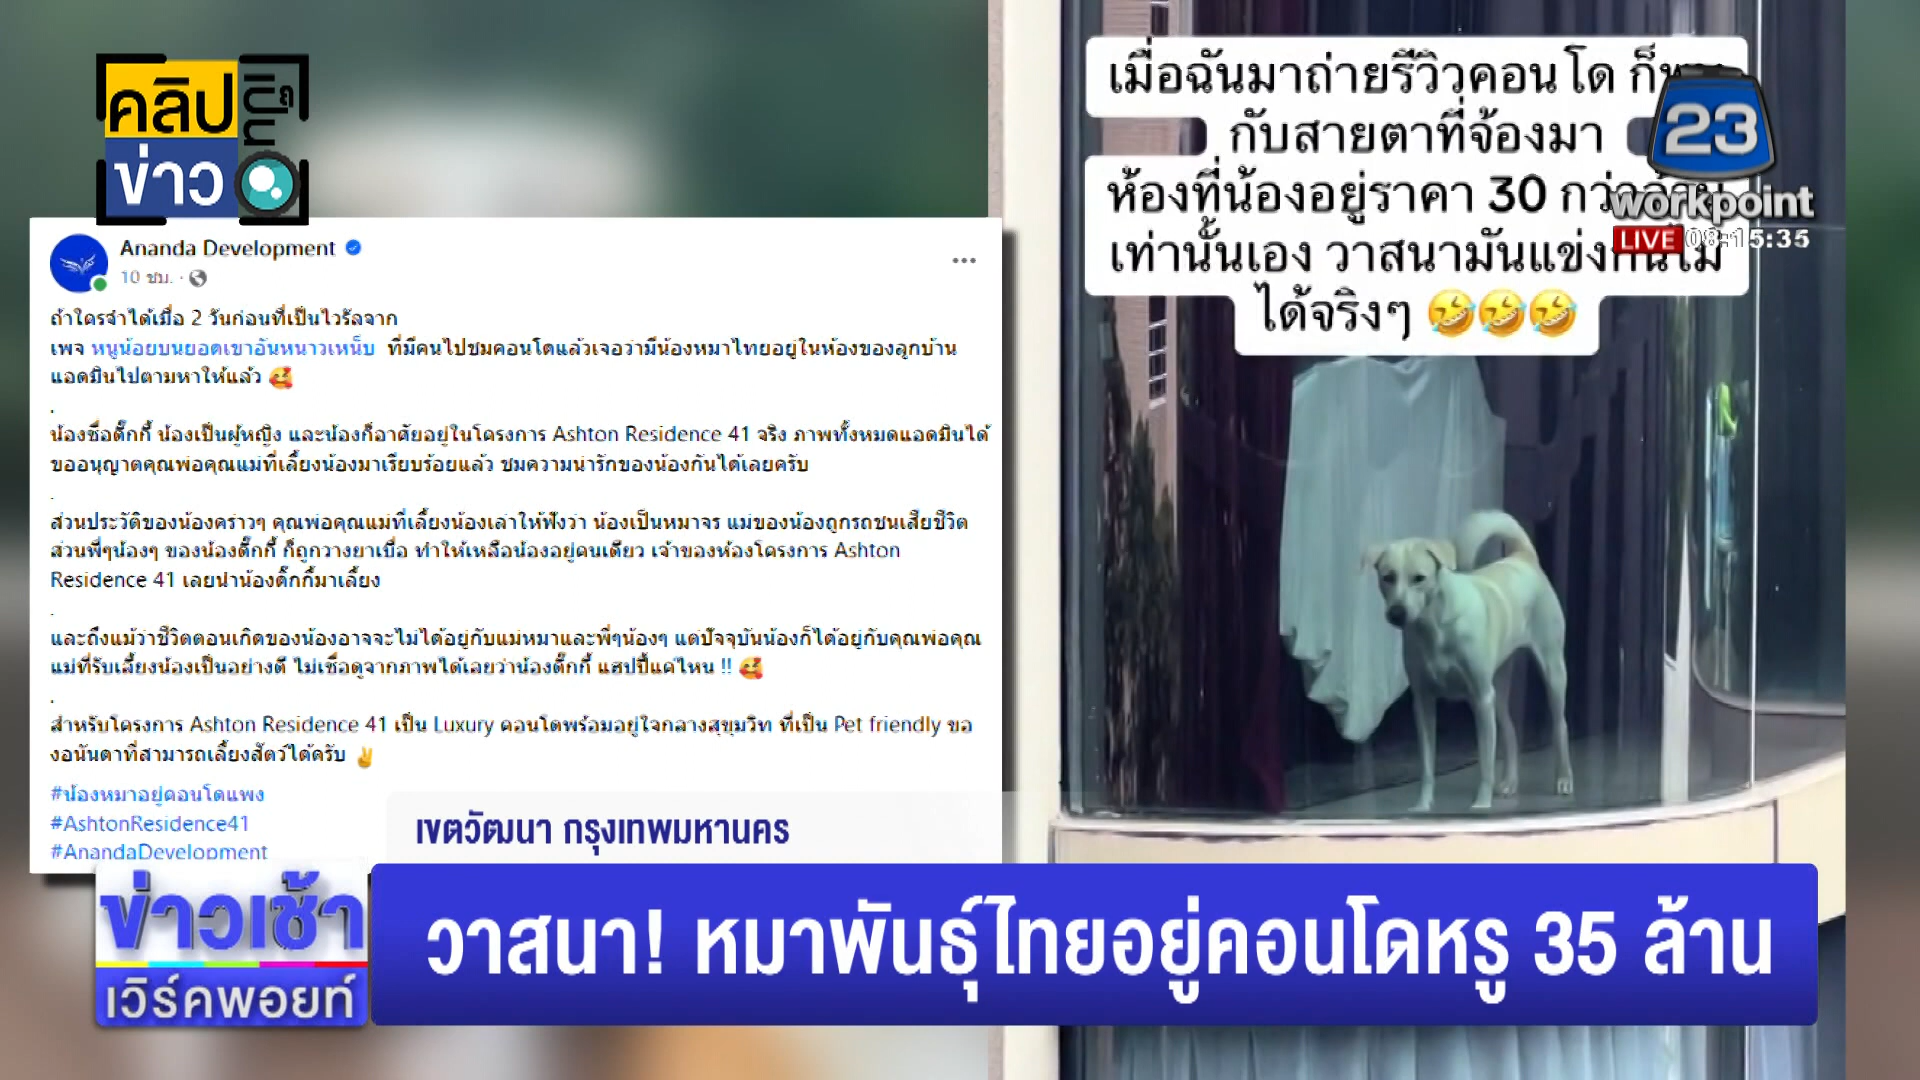 คลิป
ข่าว
Ananda Development
10 ชม.
ถ้าใครจำได้เมื่อ 2 วันก่อนที่เป็นไวรัลจาก
เพจ หนูน้อยบนยอดเขาอันหนาวเหน็บ ที่มีคนไปชมคอนโดแล้วเจอว่ามีน้องหมาไทยอยู่ในห้องของลูกบ้าน
แอดมินไปตามหาให้แล้ว 🥰
.
น้องชื่อติ๊กกี้ น้องเป็นผู้หญิง และน้องก็อาศัยอยู่ในโครงการ Ashton Residence 41 จริง ภาพทั้งหมดแอดมินได้
ขออนุญาตคุณพ่อคุณแม่ที่เลี้ยงน้องมาเรียบร้อยแล้ว ชมความน่ารักของน้องกันได้เลยครับ
.
ส่วนประวัติของน้องคร่าวๆ คุณพ่อคุณแม่ที่เลี้ยงน้องเล่าให้ฟังว่า น้องเป็นหมาจร แม่ของน้องถูกรถชนเสียชีวิต
ส่วนพี่ๆน้องๆ ของน้องติ๊กกี้ ก็ถูกวางยาเบื่อ ทำให้เหลือน้องอยู่คนเดียว เจ้าของห้องโครงการ Ashton
Residence 41 เลยนำน้องติ๊กกี้มาเลี้ยง
.
และถึงแม้ว่าชีวิตตอนเกิดของน้องอาจจะไม่ได้อยู่กับแม่หมาและพี่ๆน้องๆ แต่ปัจจุบันน้องก็ได้อยู่กับคุณพ่อคุณ
แม่ที่รับเลี้ยงน้องเป็นอย่างดี ไม่เชื่อดูจากภาพได้เลยว่าน้องติ๊กกี้ แฮปปี้แค่ไหน !! 🥰
.
สำหรับโครงการ Ashton Residence 41 เป็น Luxury คอนโดพร้อมอยู่ใจกลางสุขุมวิท ที่เป็น Pet friendly ขอ
งอนันดาที่สามารถเลี้ยงสัตว์ได้ครับ ✌
#น้องหมาอยู่คอนโดแพง
#AshtonResidence41
#AnandaDevelopment
เมื่อฉันมาถ่ายรีวิวคอนโด ก็
กับสายตาที่จ้องมา
ห้องที่น้องอยู่ราคา 30 กว่าล้าน
เท่านั้นเอง วาสนามันแข่งกันไม่
ได้จริงๆ 🤣🤣🤣
23
workpoint
LIVE
เขตวัฒนา กรุงเทพมหานคร
ข่าวเช้า
เวิร์คพอยท์
วาสนา! หมาพันธุ์ไทยอยู่คอนโดหรู 35 ล้าน